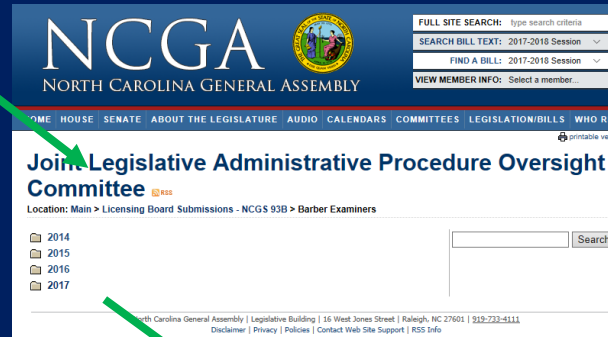 NCGA
NORTH CAROLINA GENERAL ASSEMBLY
FULL SITE SEARCH: type search criteria
SEARCH BILL TEXT: 2017-2018 Session
FIND A BILL: 2017-2018 Session
VIEW MEMBER INFO: Select a member...
HOUSE SENATE ABOUT THE LEGISLATURE AUDIO CALENDARS COMMITTEES LEGISLATION/BILLS WHO
printable
Joint Legislative Administrative Procedure Oversight
Committee RSS
Location: Main > Licensing Board Submissions - NCGS 93B > Barber Examiners
2014
2015
2016
2017
Search
North Carolina General Assembly | Legislative Building | 16 West Jones Street | Raleigh, NC 27601 | 919-733-4111
Disclaimer | Privacy | Policies | Contact Web Site Support | RSS Info